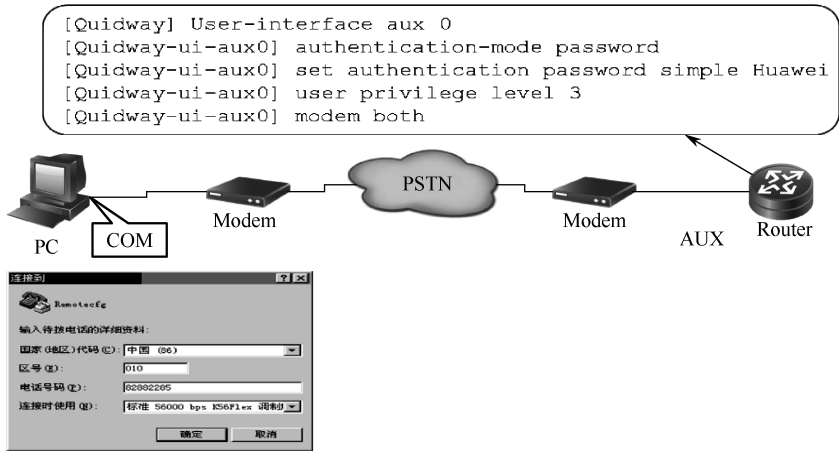 [Quidway] User-interface aux 0
[Quidway-ui-aux0] authentication-mode password
[Quidway-ui-aux0] set authentication password simple Huawei
[Quidway-ui-aux0] user privilege level 3
[Quidway-ui-aux0] modem both
PSTN
Modem
Modem
Router
PC
COM
AUX
连接到
Remotecfg
输入待拨电话的详细资料:
国家(地区)代码(C): 中国 (86)
区号(E): 010
电话号码(P): 82882285
连接时使用(N): 标准 56000 bps K56Flex 调制
确定 取消